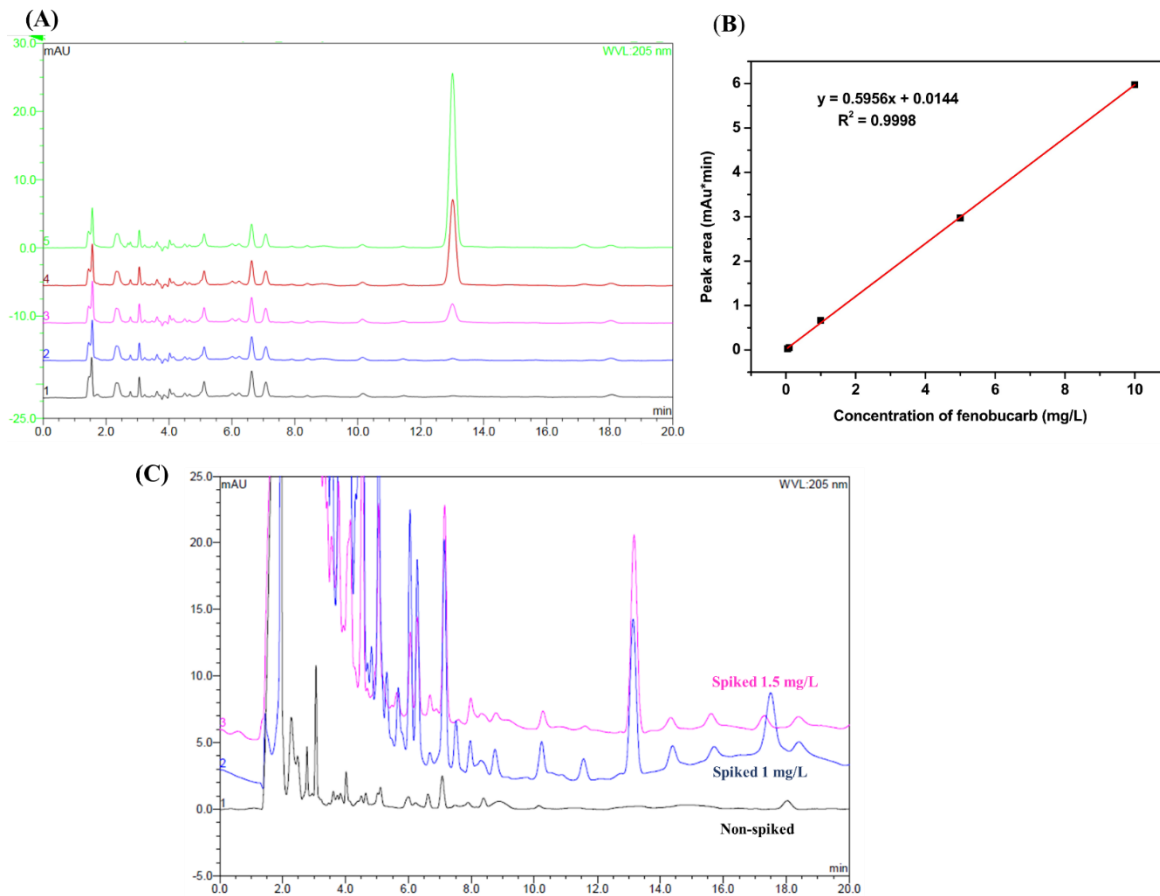 (A)
30.0
mAU
WVL:205 nm
20.0
10.0
0.0
-10.0
-25.0
5
4
3
2
1
min
0.0 2.0 4.0 6.0 8.0 10.0 12.0 14.0 16.0 18.0 20.0
(B)
y = 0.5956x + 0.0144
R² = 0.9998
Peak area (mAu*min)
6
5
4
3
2
1
0
0 2 4 6 8 10
Concentration of fenobucarb (mg/L)
(C)
25.0
mAU
WVL:205 nm
20.0
15.0
10.0
5.0
0.0
-5.0
Spiked 1.5 mg/L
3
Spiked 1 mg/L
2
1
Non-spiked
min
0.0 2.0 4.0 6.0 8.0 10.0 12.0 14.0 16.0 18.0 20.0